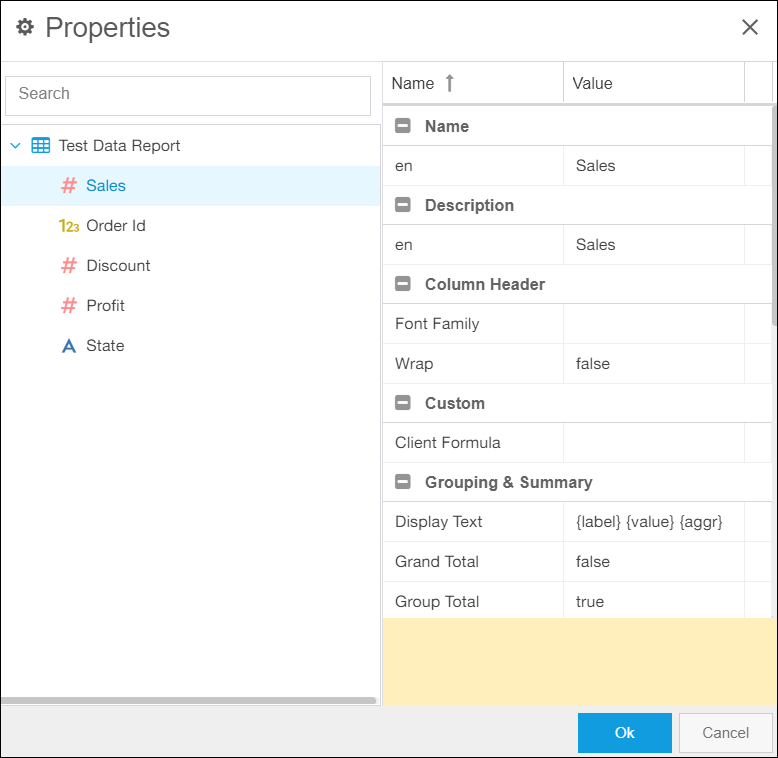 Properties
Search
Test Data Report
# Sales
123 Order Id
# Discount
# Profit
A State
Name ↑ Value
Name
en Sales
Description
en Sales
Column Header
Font Family
Wrap false
Custom
Client Formula
Grouping & Summary
Display Text {label} {value} {aggr}
Grand Total false
Group Total true
Ok Cancel